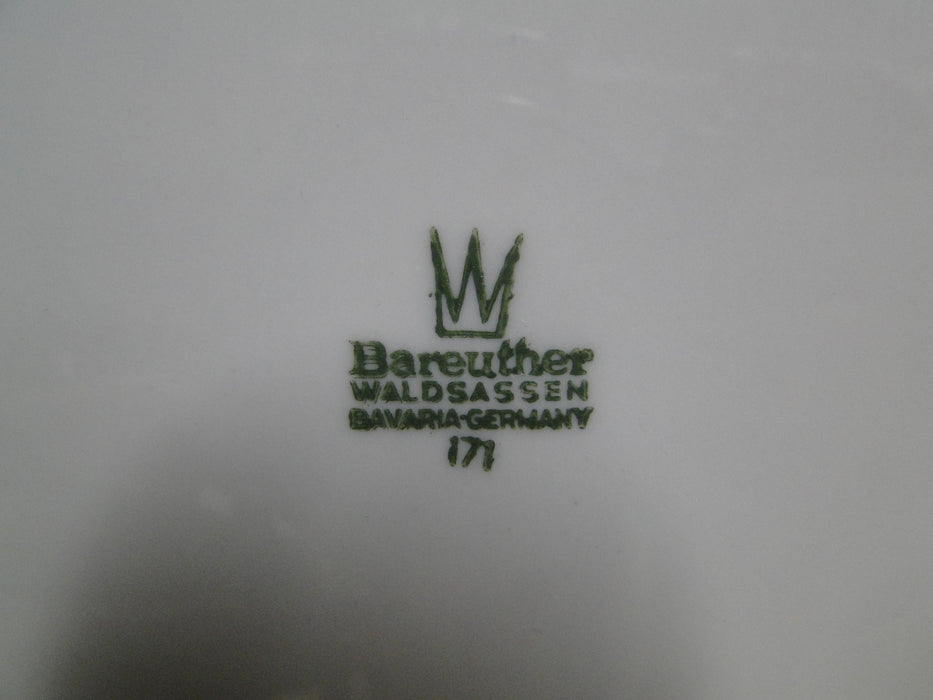 Bareuther
WALDSASSEN
BAVARIA-GERMANY
171